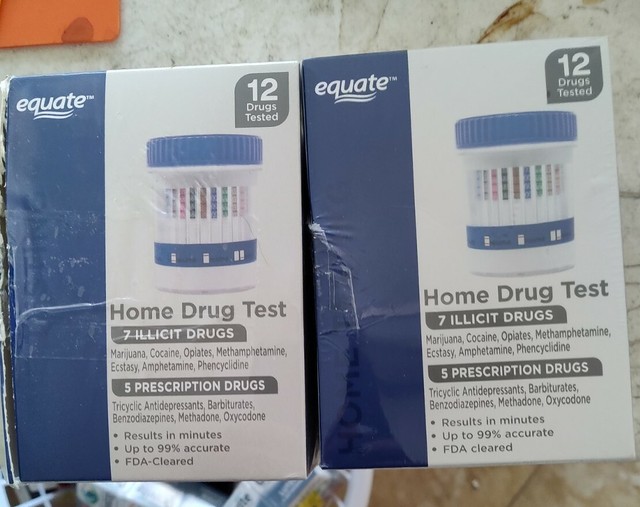 equate™
12
Drugs
Tested
Home Drug Test
7 ILLICIT DRUGS
Marijuana, Cocaine, Opiates, Methamphetamine,
Ecstasy, Amphetamine, Phencyclidine
5 PRESCRIPTION DRUGS
Tricyclic Antidepressants, Barbiturates,
Benzodiazepines, Methadone, Oxycodone
• Results in minutes
• Up to 99% accurate
• FDA-Cleared
equate™
12
Drugs
Tested
Home Drug Test
7 ILLICIT DRUGS
Marijuana, Cocaine, Opiates, Methamphetamine,
Ecstasy, Amphetamine, Phencyclidine
5 PRESCRIPTION DRUGS
Tricyclic Antidepressants, Barbiturates,
Benzodiazepines, Methadone, Oxycodone
• Results in minutes
• Up to 99% accurate
• FDA cleared
HOME